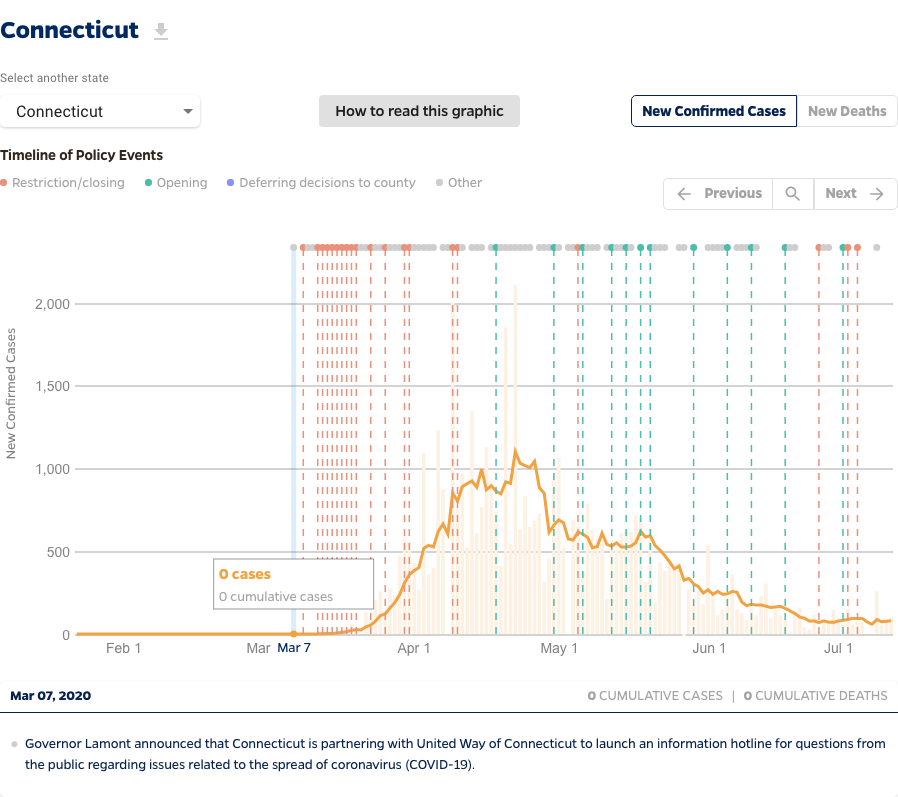 Connecticut
Select another state
Connecticut
How to read this graphic
New Confirmed Cases
New Deaths
Timeline of Policy Events
Restriction/closing
Opening
Deferring decisions to county
Other
Previous
Next
New Confirmed Cases
2,000
1,500
1,000
500
0
0 cases
0 cumulative cases
Feb 1
Mar
Mar 7
Apr 1
May 1
Jun 1
Jul 1
Mar 07, 2020
0 CUMULATIVE CASES | 0 CUMULATIVE DEATHS
Governor Lamont announced that Connecticut is partnering with United Way of Connecticut to launch an information hotline for questions from
the public regarding issues related to the spread of coronavirus (COVID-19).